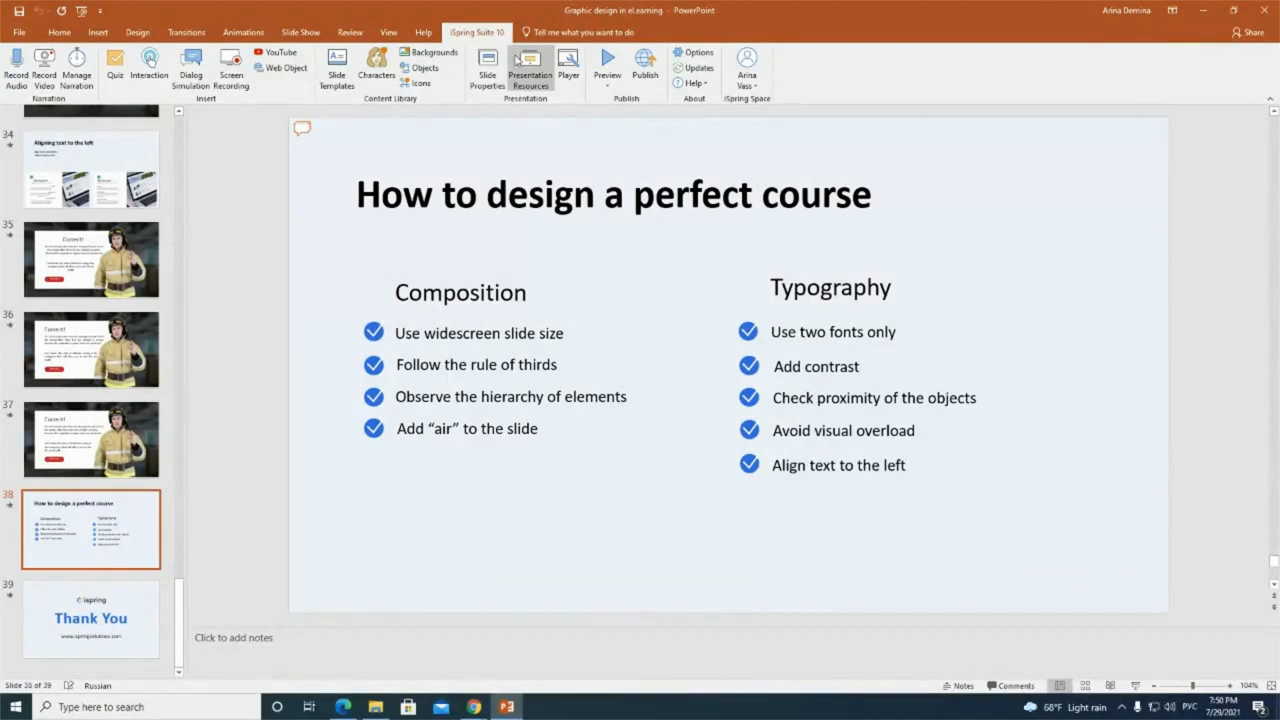 Graphic design in eLearning - PowerPoint
Arina Demina
File Home Insert Design Transitions Animations Slide Show Review View Help iSpring Suite 10 Tell me what you want to do Share
Record Audio
Record Video
Manage Narration
Narration
Quiz
Interaction
Dialog Simulation
Screen Recording
YouTube
Web Object
Insert
Slide Templates
Characters
Backgrounds
Objects
Icons
Content Library
Slide Properties
Presentation Resources
Player
Presentation
Preview
Publish
Publish
Options
Updates
Help
About
Arina Vass
iSpring Space
34
Aligning text to the left
35
Correct!
36
Correct!
37
Correct!
38
How to design a perfect course
Composition
Typography
39
ispring
Thank You
www.ispringsolutions.com
How to design a perfect course
Composition
Use widescreen slide size
Follow the rule of thirds
Observe the hierarchy of elements
Add “air” to the slide
Typography
Use two fonts only
Add contrast
Check proximity of the objects
Avoid visual overload
Align text to the left
Click to add notes
Slide 38 of 39 Russian Notes Comments 104%
Type here to search
68°F Light rain
РУС
7:50 PM
7/29/2021
2